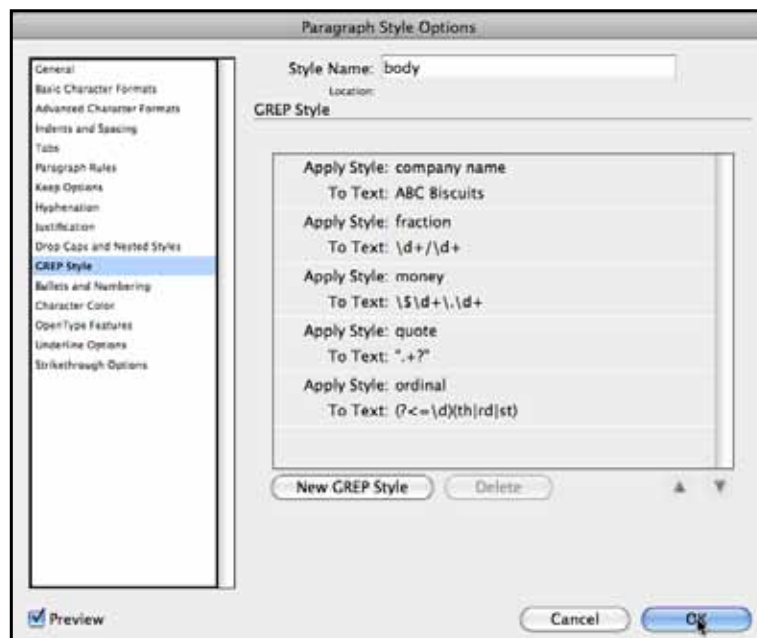 Paragraph Style Options
Style Name: body
Location:
GREP Style
General
Basic Character Formats
Advanced Character Formats
Indents and Spacing
Tabs
Paragraph Rules
Keep Options
Hyphenation
Justification
Drop Caps and Nested Styles
GREP Style
Bullets and Numbering
Character Color
OpenType Features
Underline Options
Strikethrough Options
Apply Style: company name
To Text: ABC Biscuits
Apply Style: fraction
To Text: \d+/\d+
Apply Style: money
To Text: \$\d+\.\d+
Apply Style: quote
To Text: ".+?"
Apply Style: ordinal
To Text: (?<=\d)(th|rd|st)
New GREP Style
Delete
Preview
Cancel
OK